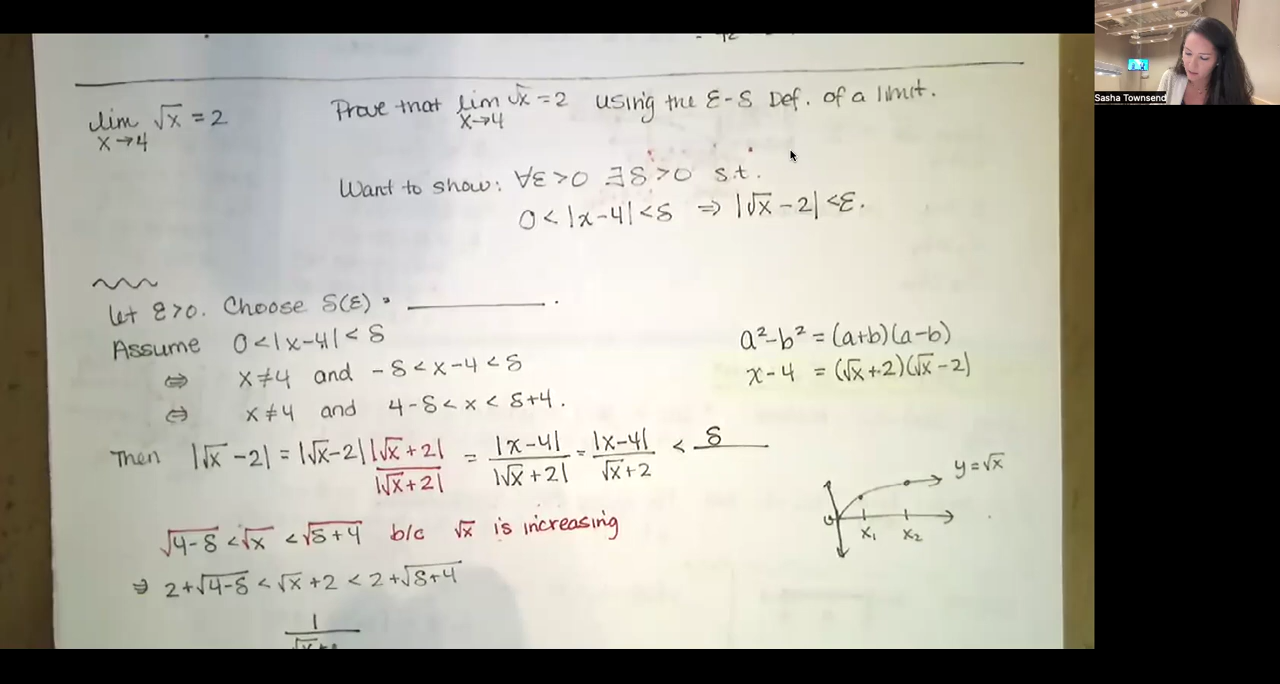 lim x→4 √x = 2
Prove that lim x→4 √x = 2 using the ε-δ Def. of a limit.
Want to show: ∀ε>0 ∃δ>0 s.t.
0<|x-4|<δ ⇒ |√x-2|<ε.
Let ε>0. Choose δ(ε) = ________.
Assume 0<|x-4|<δ
⇔ x≠4 and -δ<x-4<δ
⇔ x≠4 and 4-δ<x<δ+4.
a²-b² = (a+b)(a-b)
x-4 = (√x+2)(√x-2)
Then |√x-2| = |√x-2| |√x+2| / |√x+2| = |x-4| / |√x+2| = |x-4| / √x+2 < δ / 
√4-δ < √x < √δ+4 b/c √x is increasing
⇒ 2+√4-δ < √x+2 < 2+√δ+4
1 / √x
y=√x
x₁ x₂
Sasha Townsend